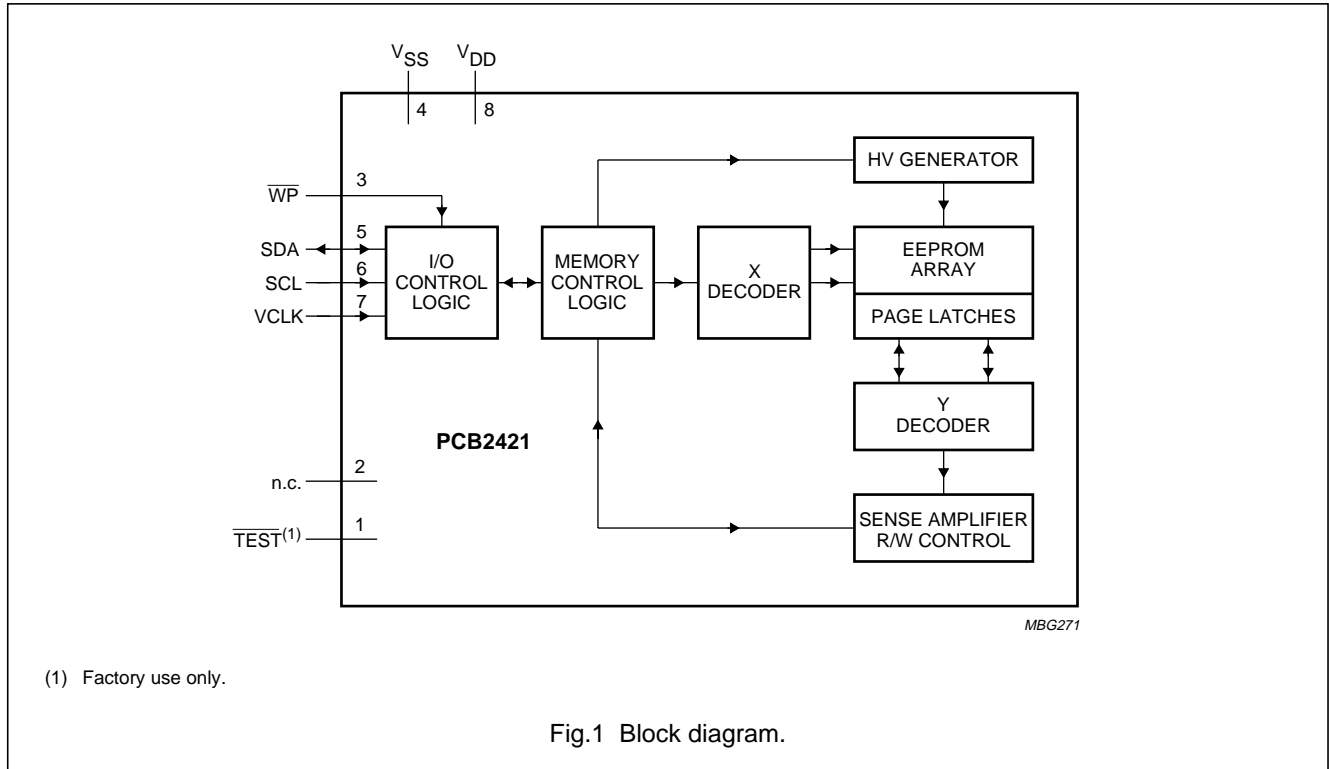 VSS VDD
4 8
HV GENERATOR
3
WP
5
SDA
6
SCL
7
VCLK
I/O
CONTROL
LOGIC
MEMORY
CONTROL
LOGIC
X
DECODER
EEPROM
ARRAY
PAGE LATCHES
Y
DECODER
PCB2421
2
n.c.
1
TEST(1)
SENSE AMPLIFIER
R/W CONTROL
MBG271
(1) Factory use only.
Fig.1 Block diagram.